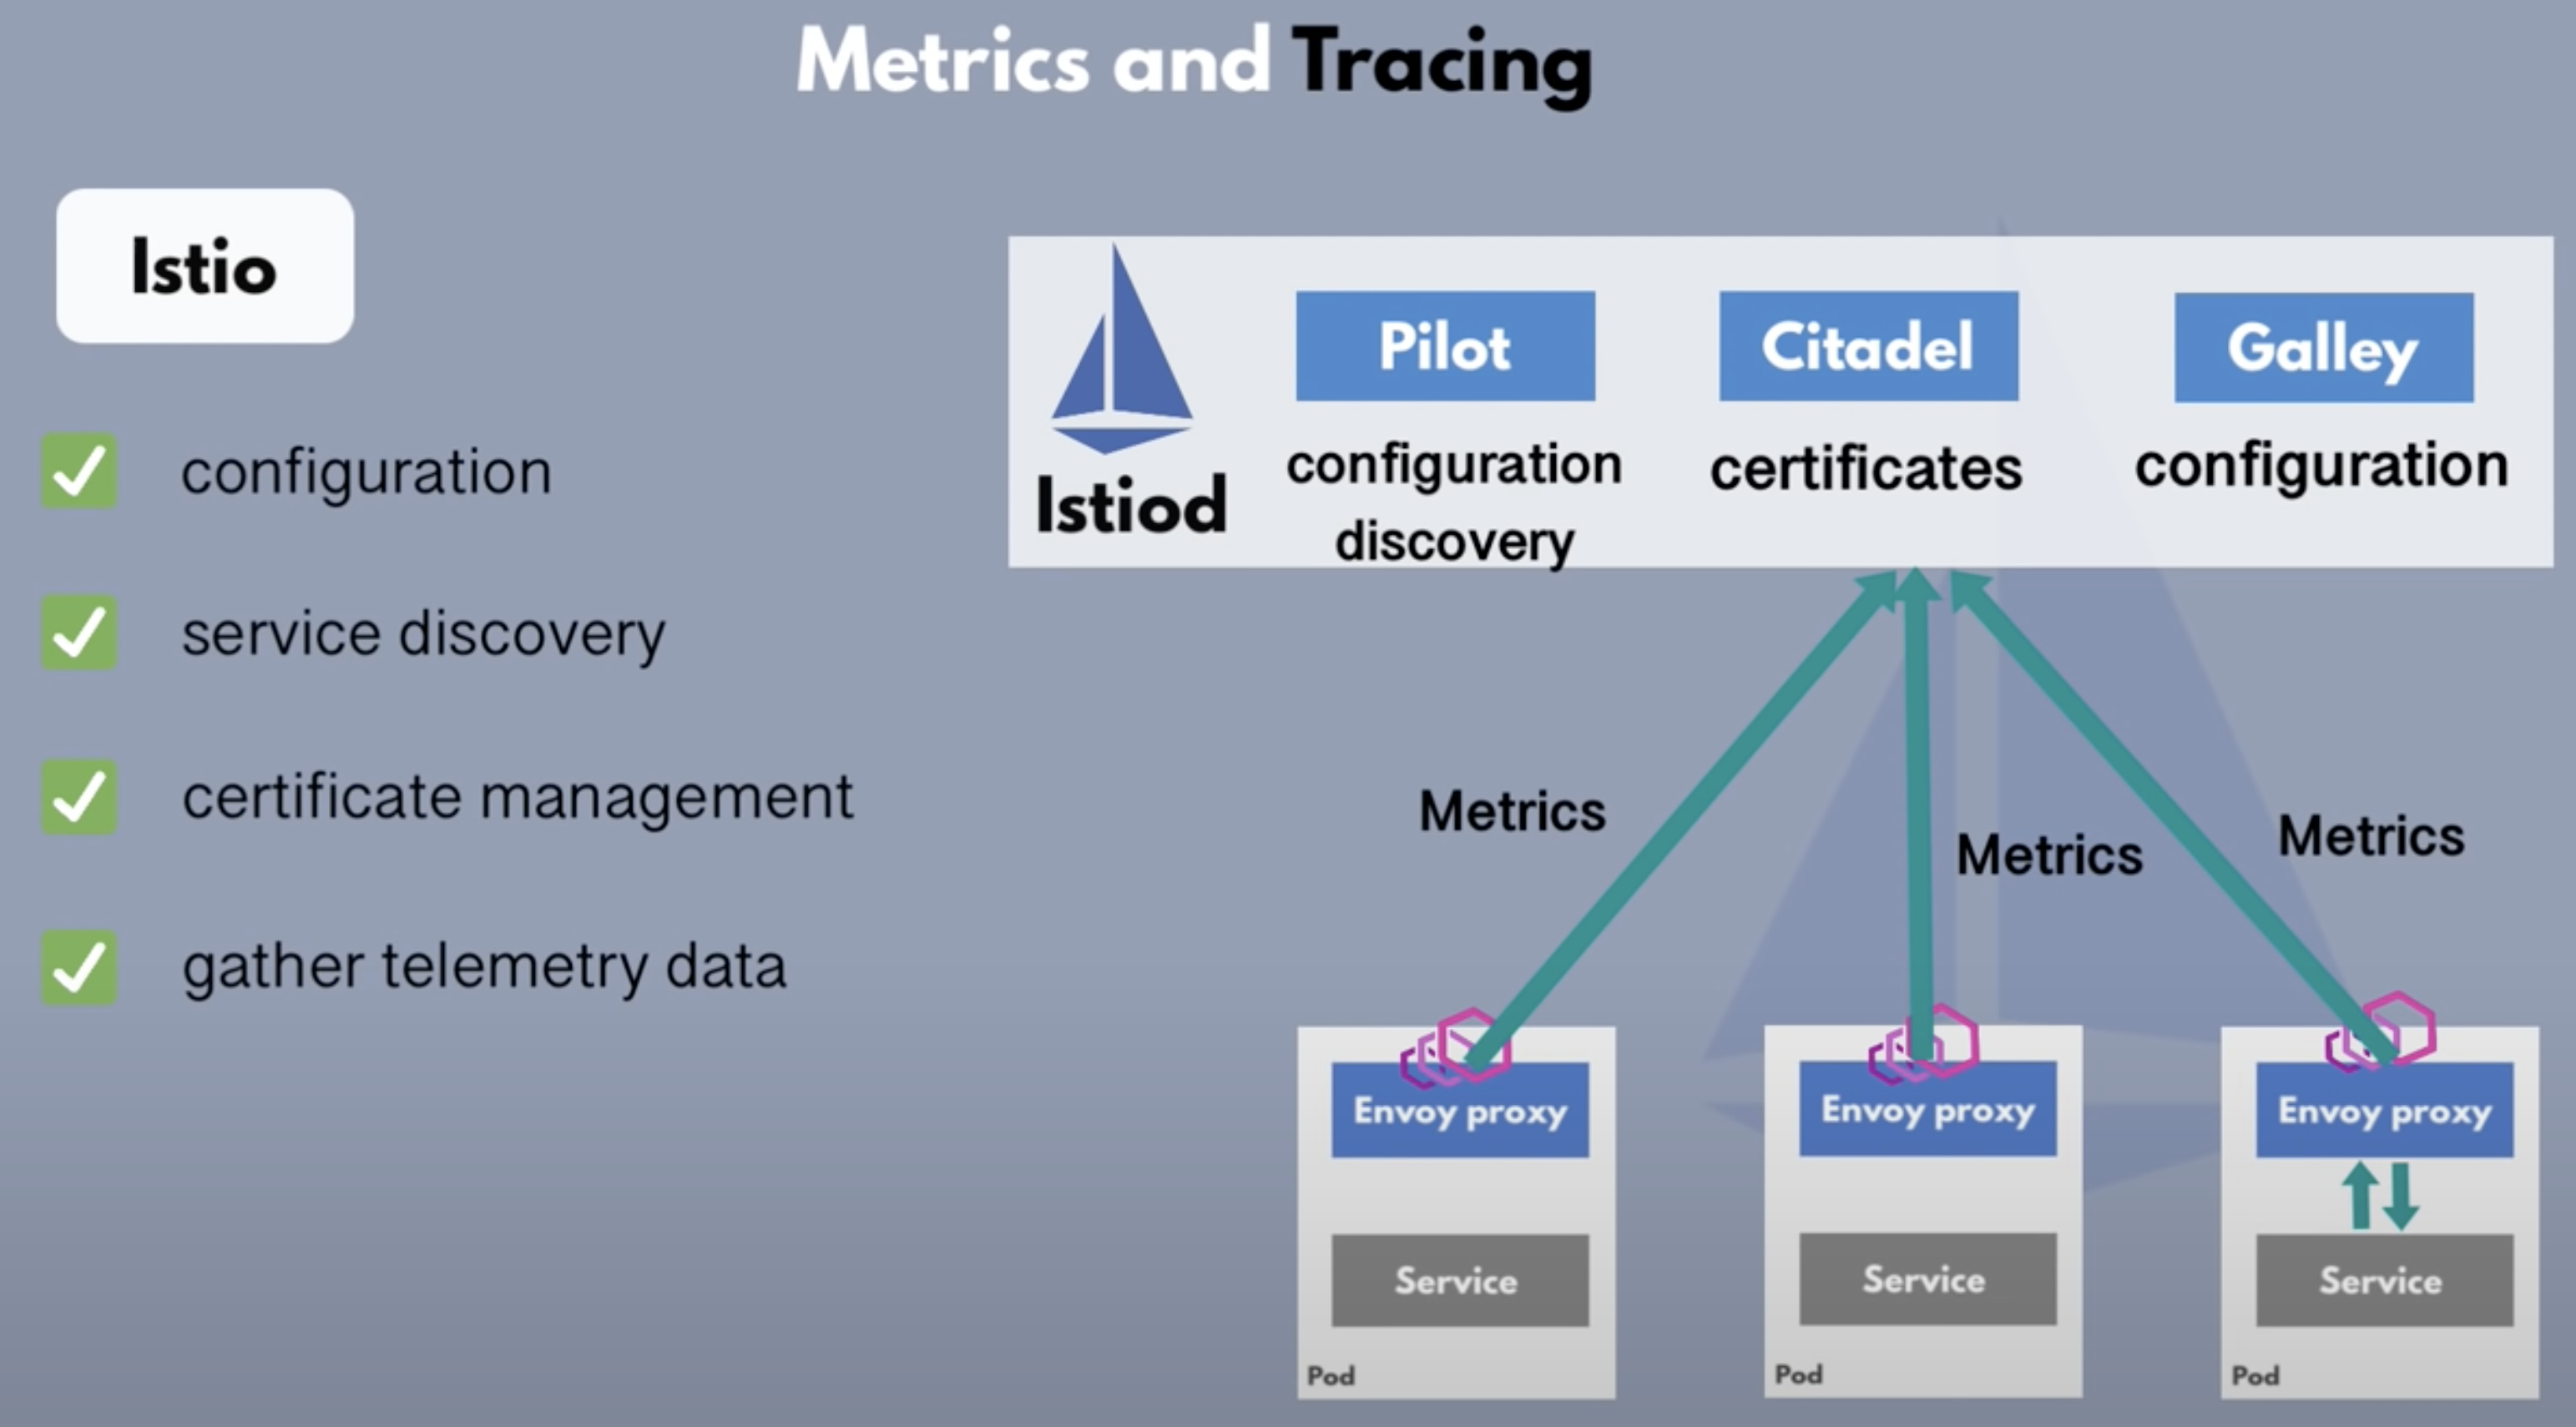 Metrics and Tracing
Istio
configuration
service discovery
certificate management
gather telemetry data
Istiod
Pilot
configuration
discovery
Citadel
certificates
Galley
configuration
Metrics
Metrics
Metrics
Envoy proxy
Service
Pod
Envoy proxy
Service
Pod
Envoy proxy
Service
Pod